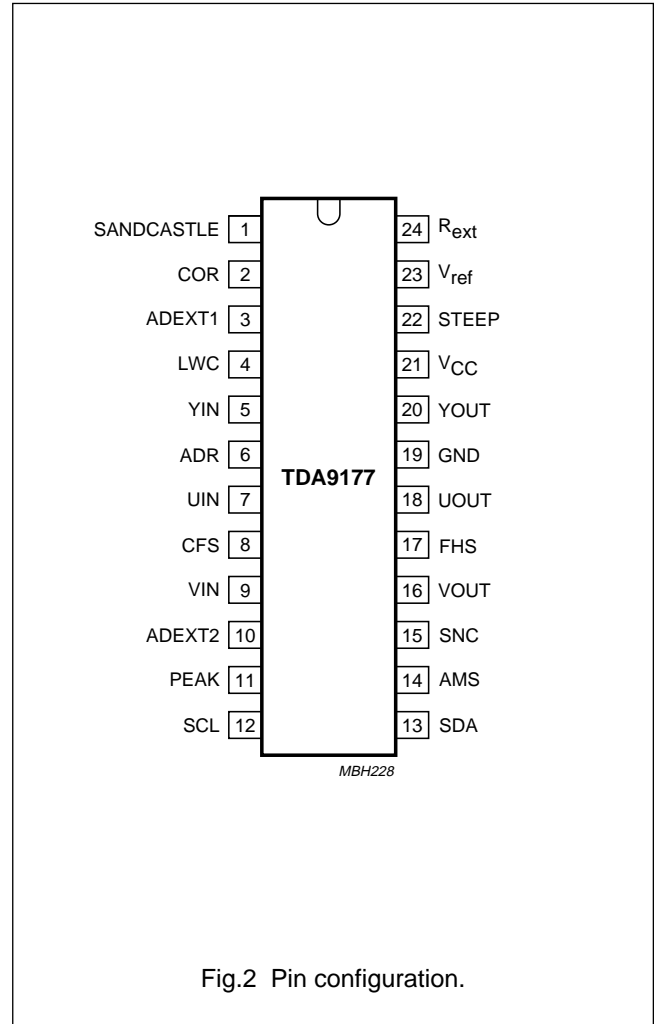 SANDCASTLE 1 24 Rext
COR 2 23 Vref
ADEXT1 3 22 STEEP
LWC 4 21 VCC
YIN 5 20 YOUT
ADR 6 19 GND
TDA9177
UIN 7 18 UOUT
CFS 8 17 FHS
VIN 9 16 VOUT
ADEXT2 10 15 SNC
PEAK 11 14 AMS
SCL 12 13 SDA
MBH228
Fig.2 Pin configuration.